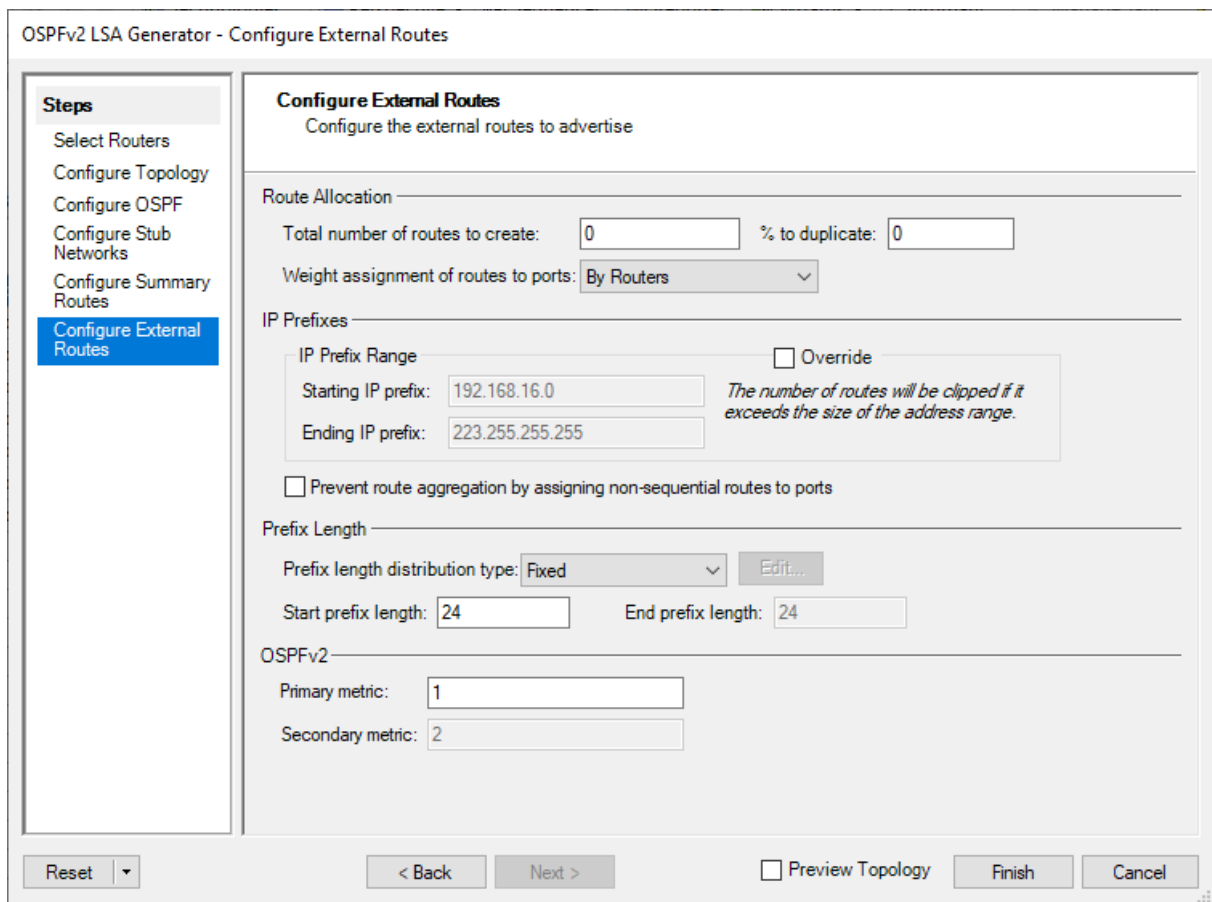 OSPFv2 LSA Generator - Configure External Routes
Steps
Select Routers
Configure Topology
Configure OSPF
Configure Stub
Networks
Configure Summary
Routes
Configure External
Routes
Configure External Routes
Configure the external routes to advertise
Route Allocation
Total number of routes to create: 0 % to duplicate: 0
Weight assignment of routes to ports: By Routers
IP Prefixes
IP Prefix Range Override
Starting IP prefix: 192.168.16.0 The number of routes will be clipped if it
exceeds the size of the address range.
Ending IP prefix: 223.255.255.255
Prevent route aggregation by assigning non-sequential routes to ports
Prefix Length
Prefix length distribution type: Fixed Edit...
Start prefix length: 24 End prefix length: 24
OSPFv2
Primary metric: 1
Secondary metric: 2
Reset < Back Next > Preview Topology Finish Cancel